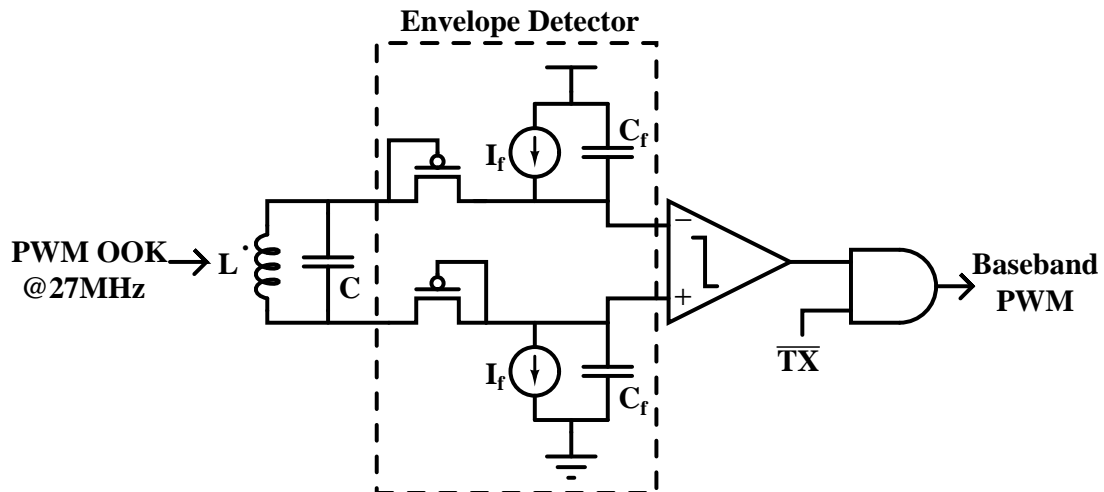 Envelope Detector
C_f
I_f
PWM OOK
@27MHz
L
C
−
+
Baseband
PWM
TX̅
I_f
C_f